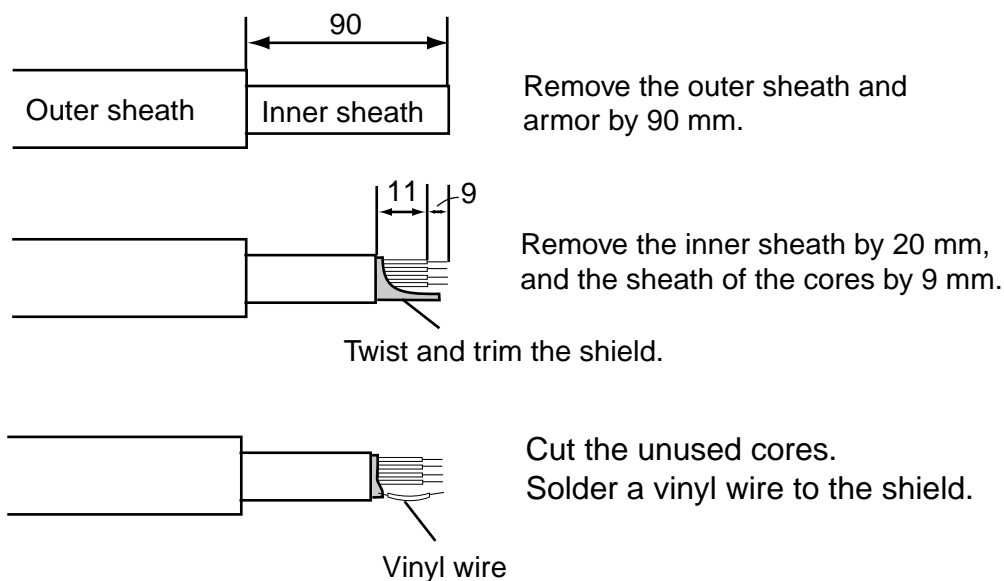 90
Outer sheath
Inner sheath
Remove the outer sheath and
armor by 90 mm.
11
9
Remove the inner sheath by 20 mm,
and the sheath of the cores by 9 mm.
Twist and trim the shield.
Cut the unused cores.
Solder a vinyl wire to the shield.
Vinyl wire